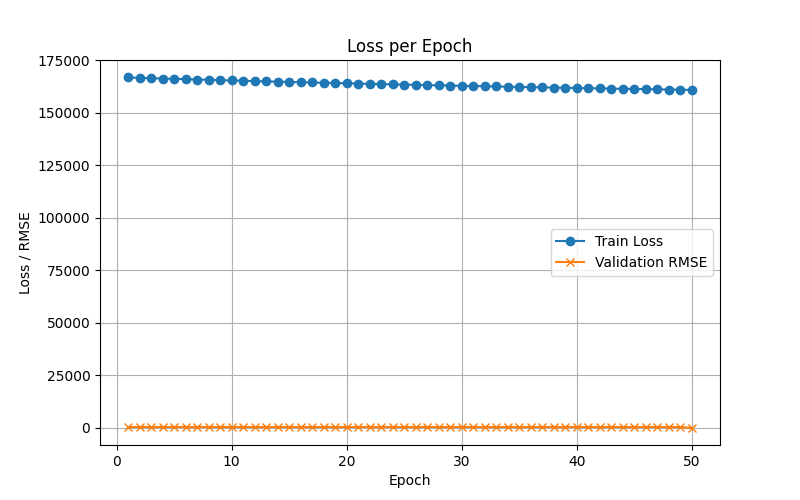 Loss per Epoch
175000
150000
125000
100000
75000
50000
25000
0
Loss / RMSE
Train Loss
Validation RMSE
0 10 20 30 40 50
Epoch